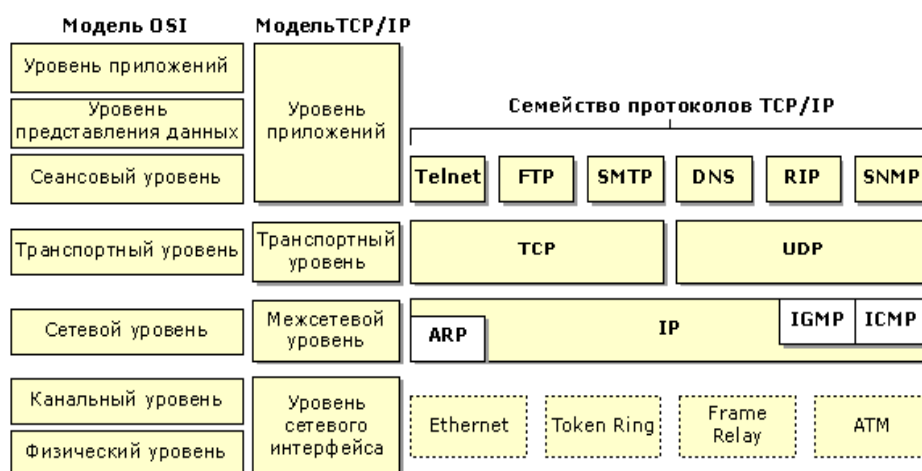 Модель OSI
МодельTCP/IP
Уровень приложений
Уровень
представления данных
Сеансовый уровень
Уровень
приложений
Семейство протоколов TCP/IP
Telnet
FTP
SMTP
DNS
RIP
SNMP
Транспортный уровень
Транспортный
уровень
TCP
UDP
Сетевой уровень
Межсетевой
уровень
ARP
IP
IGMP
ICMP
Канальный уровень
Физический уровень
Уровень
сетевого
интерфейса
Ethernet
Token Ring
Frame
Relay
ATM